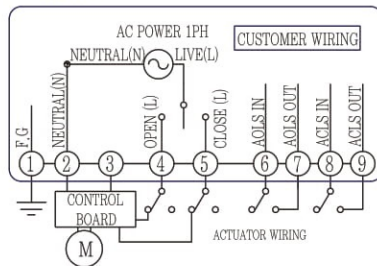 AC POWER 1PH
NEUTRAL(N)
LIVE(L)
CUSTOMER WIRING
F.G
NEUTRAL(N)
OPEN (L)
CLOSE (L)
AOLS IN
AOLS OUT
ACLS IN
ACLS OUT
1 2 3 4 5 6 7 8 9
CONTROL
BOARD
M
ACTUATOR WIRING